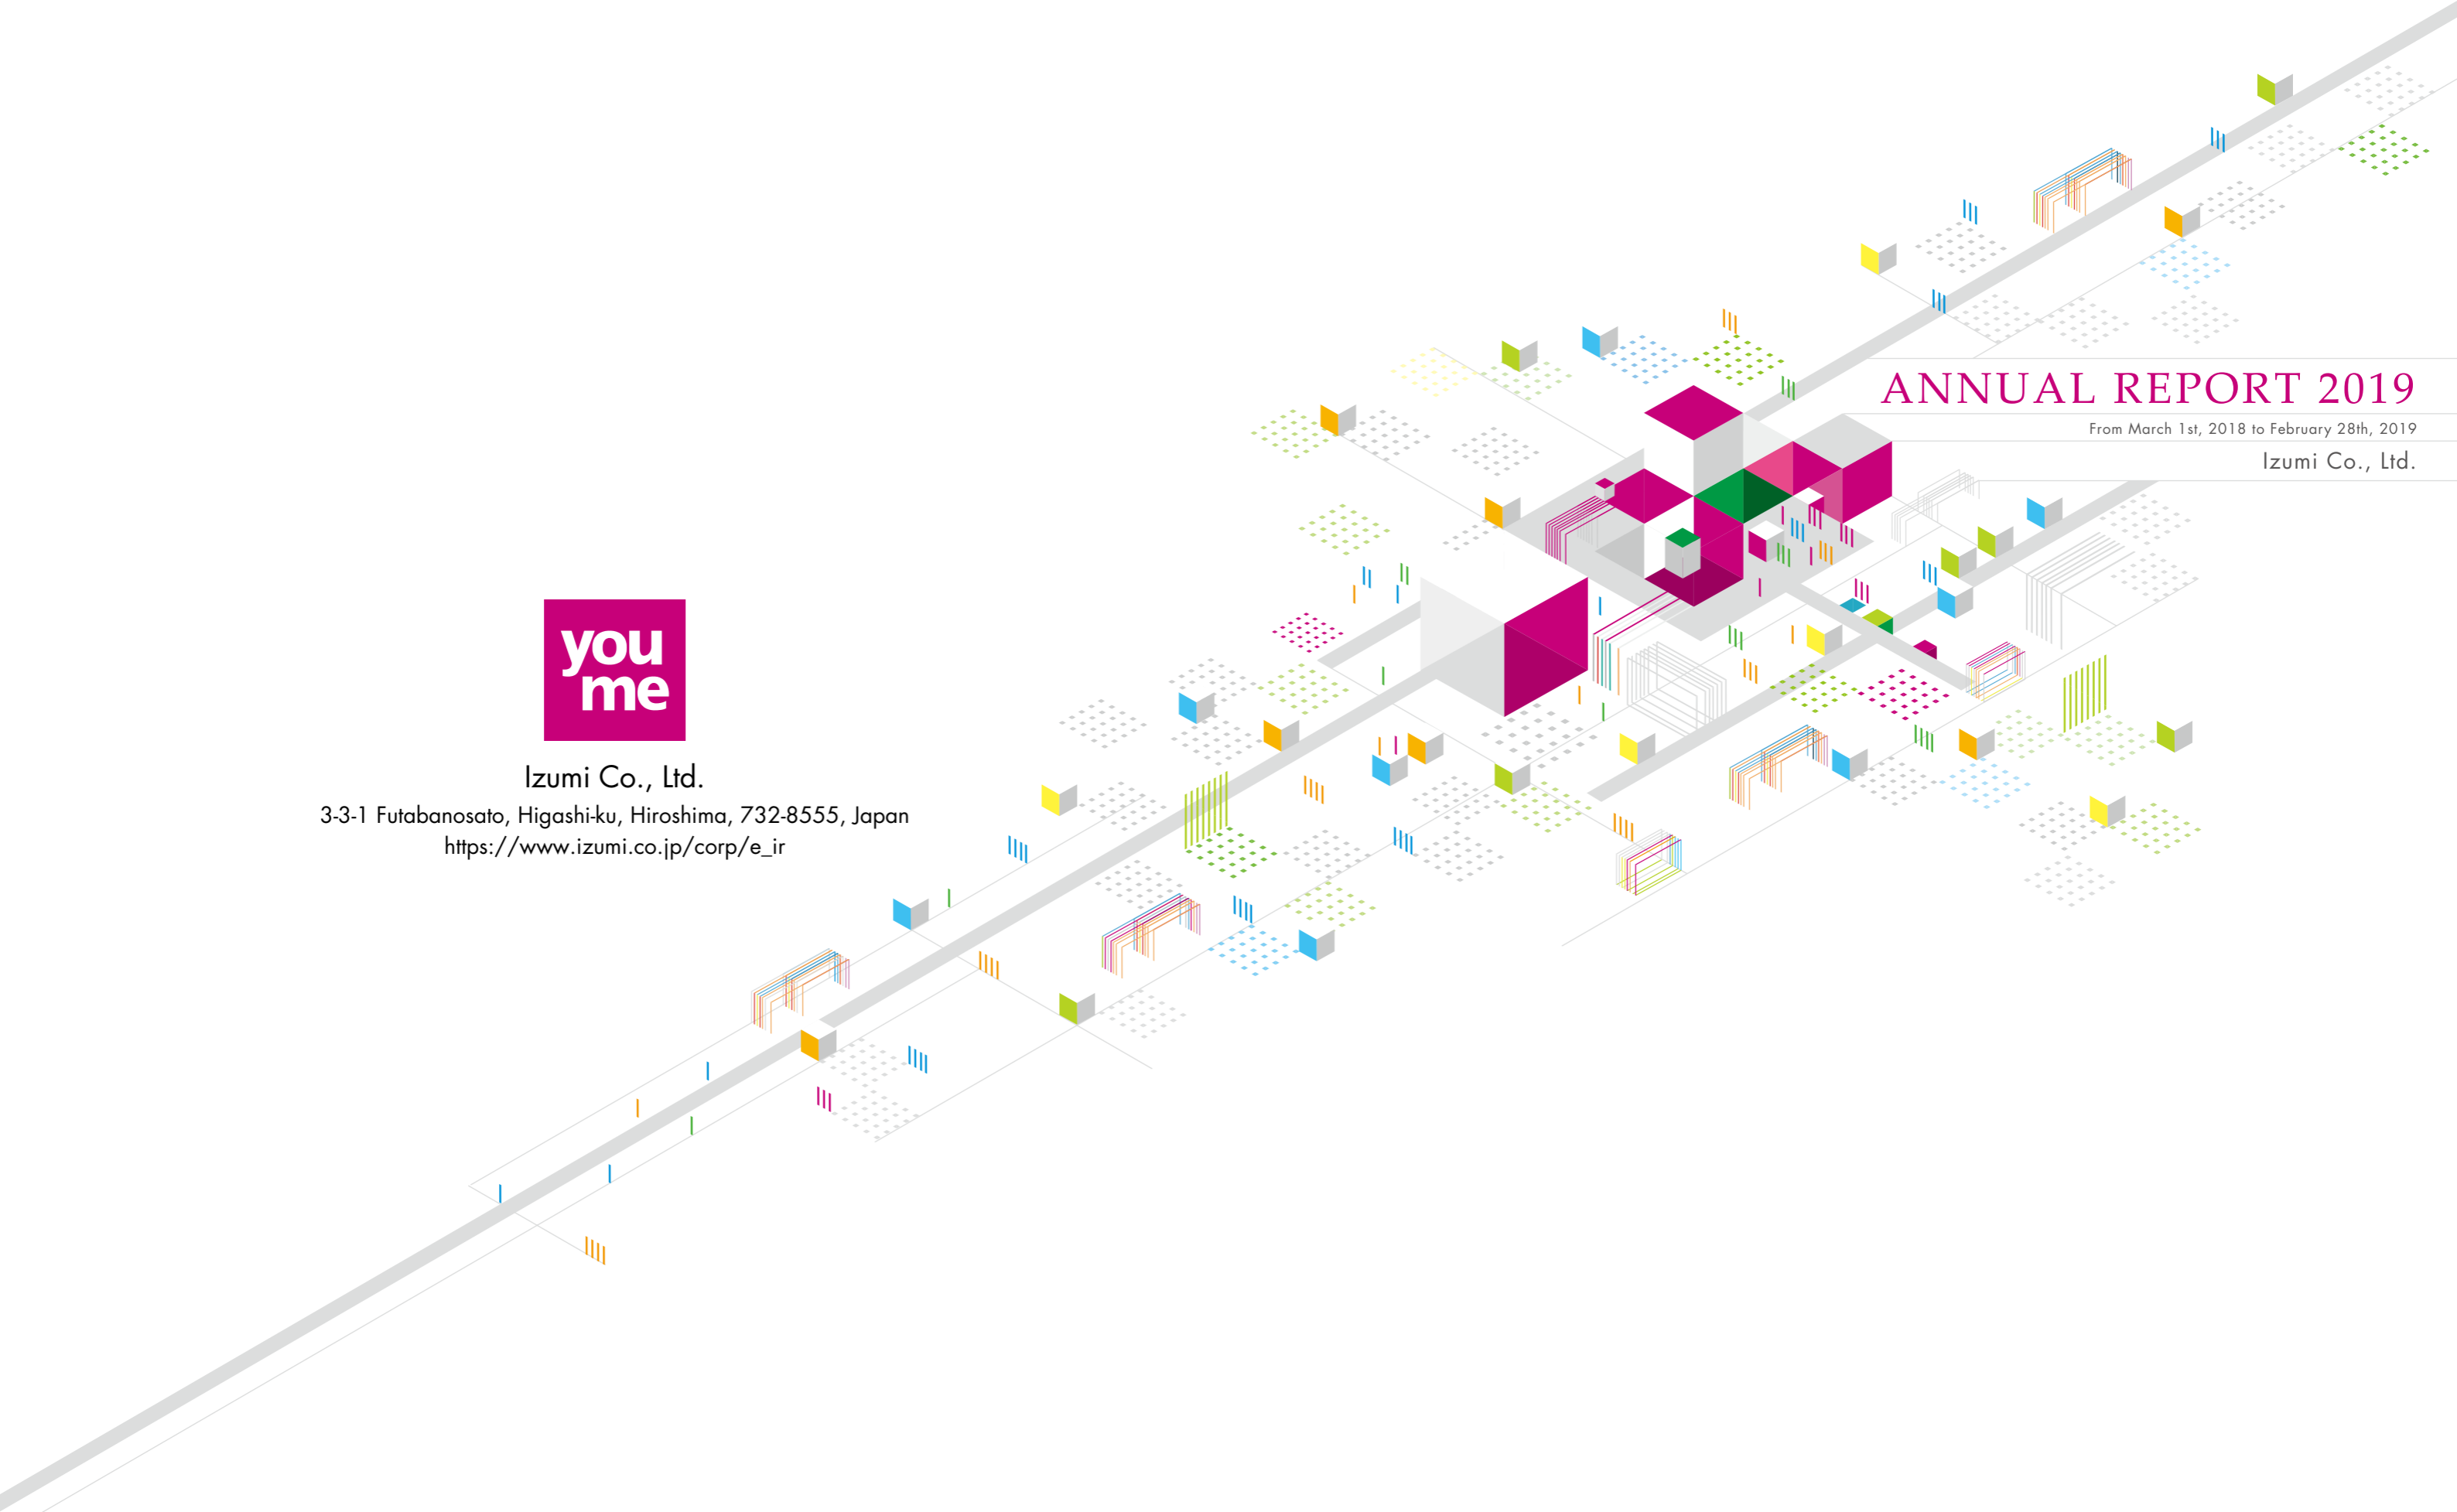 ANNUAL REPORT 2019
From March 1st, 2018 to February 28th, 2019
Izumi Co., Ltd.
you
me
Izumi Co., Ltd.
3-3-1 Futabanosato, Higashi-ku, Hiroshima, 732-8555, Japan
https://www.izumi.co.jp/corp/e_ir